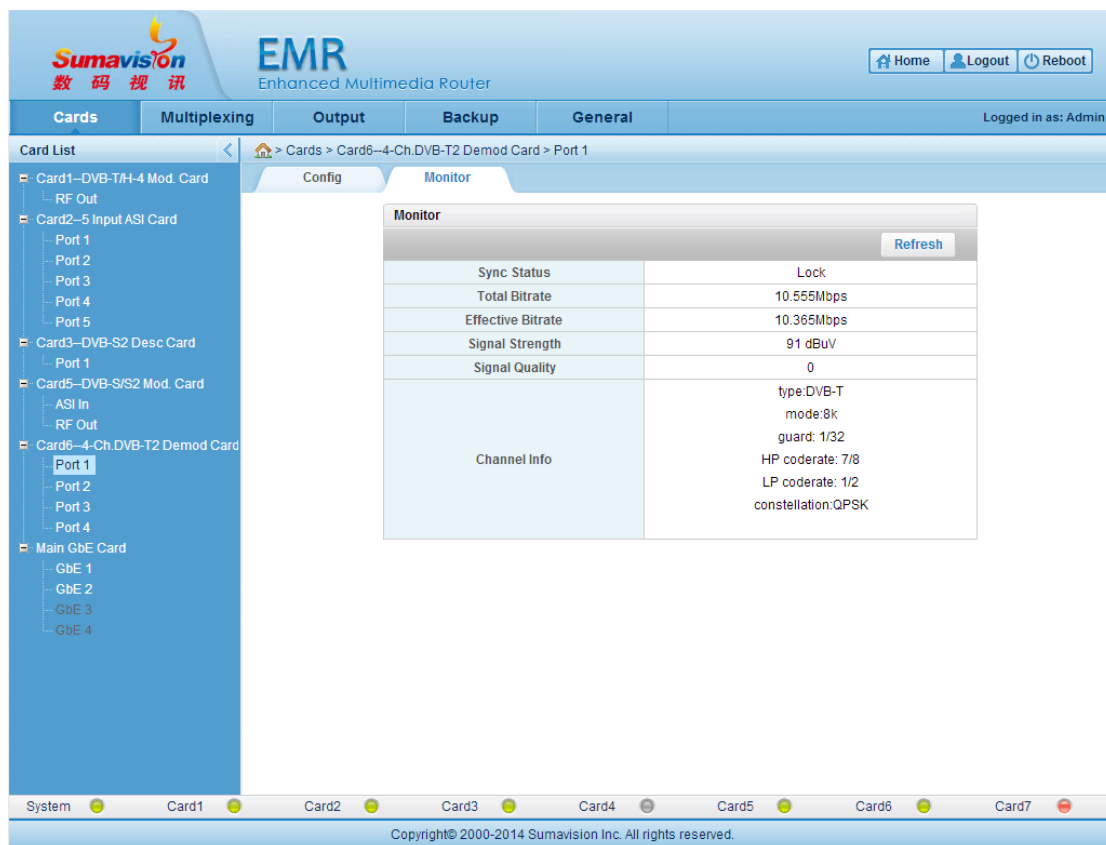 Sumavision
数码视讯
EMR
Enhanced Multimedia Router
Home Logout Reboot
Cards Multiplexing Output Backup General Logged in as: Admin
Card List
> Cards > Card6--4-Ch.DVB-T2 Demod Card > Port 1
Config Monitor
Card1--DVB-T/H-4 Mod. Card
RF Out
Card2--5 Input ASI Card
Port 1
Port 2
Port 3
Port 4
Port 5
Card3--DVB-S2 Desc Card
Port 1
Card5--DVB-S/S2 Mod. Card
ASI In
RF Out
Card6--4-Ch.DVB-T2 Demod Card
Port 1
Port 2
Port 3
Port 4
Main GbE Card
GbE 1
GbE 2
GbE 3
GbE 4
Monitor
Refresh
Sync Status Lock
Total Bitrate 10.555Mbps
Effective Bitrate 10.365Mbps
Signal Strength 91 dBuV
Signal Quality 0
Channel Info
type:DVB-T
mode:8k
guard: 1/32
HP coderate: 7/8
LP coderate: 1/2
constellation:QPSK
System Card1 Card2 Card3 Card4 Card5 Card6 Card7
Copyright© 2000-2014 Sumavision Inc. All rights reserved.